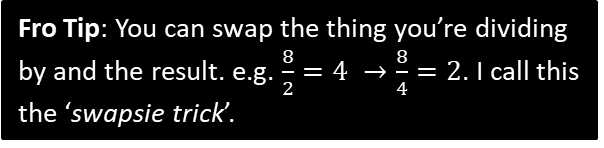 Fro Tip: You can swap the thing you’re dividing
by and the result. e.g. 8/2 = 4 → 8/4 = 2. I call this
the ‘swapsie trick’.